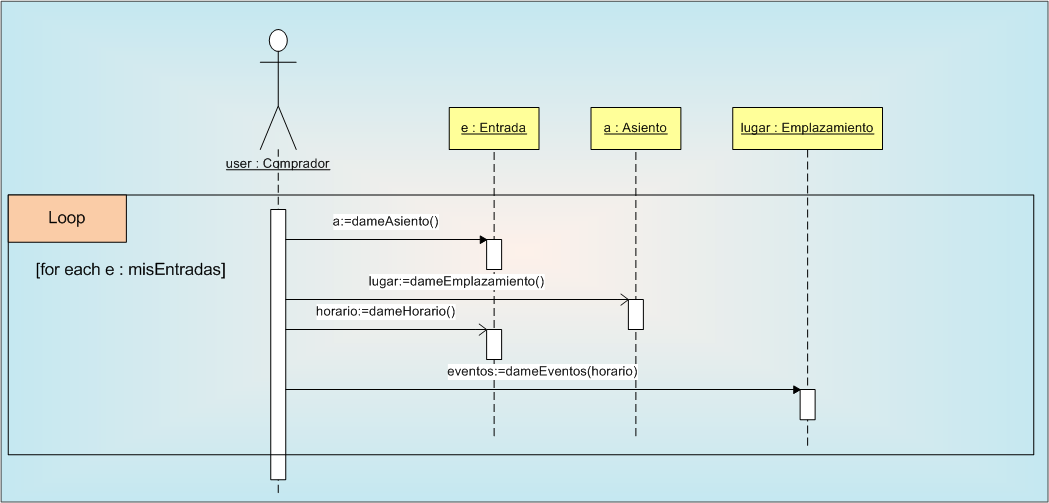 e : Entrada
a : Asiento
lugar : Emplazamiento
user : Comprador
Loop
a:=dameAsiento()
[for each e : misEntradas]
lugar:=dameEmplazamiento()
horario:=dameHorario()
eventos:=dameEventos(horario)